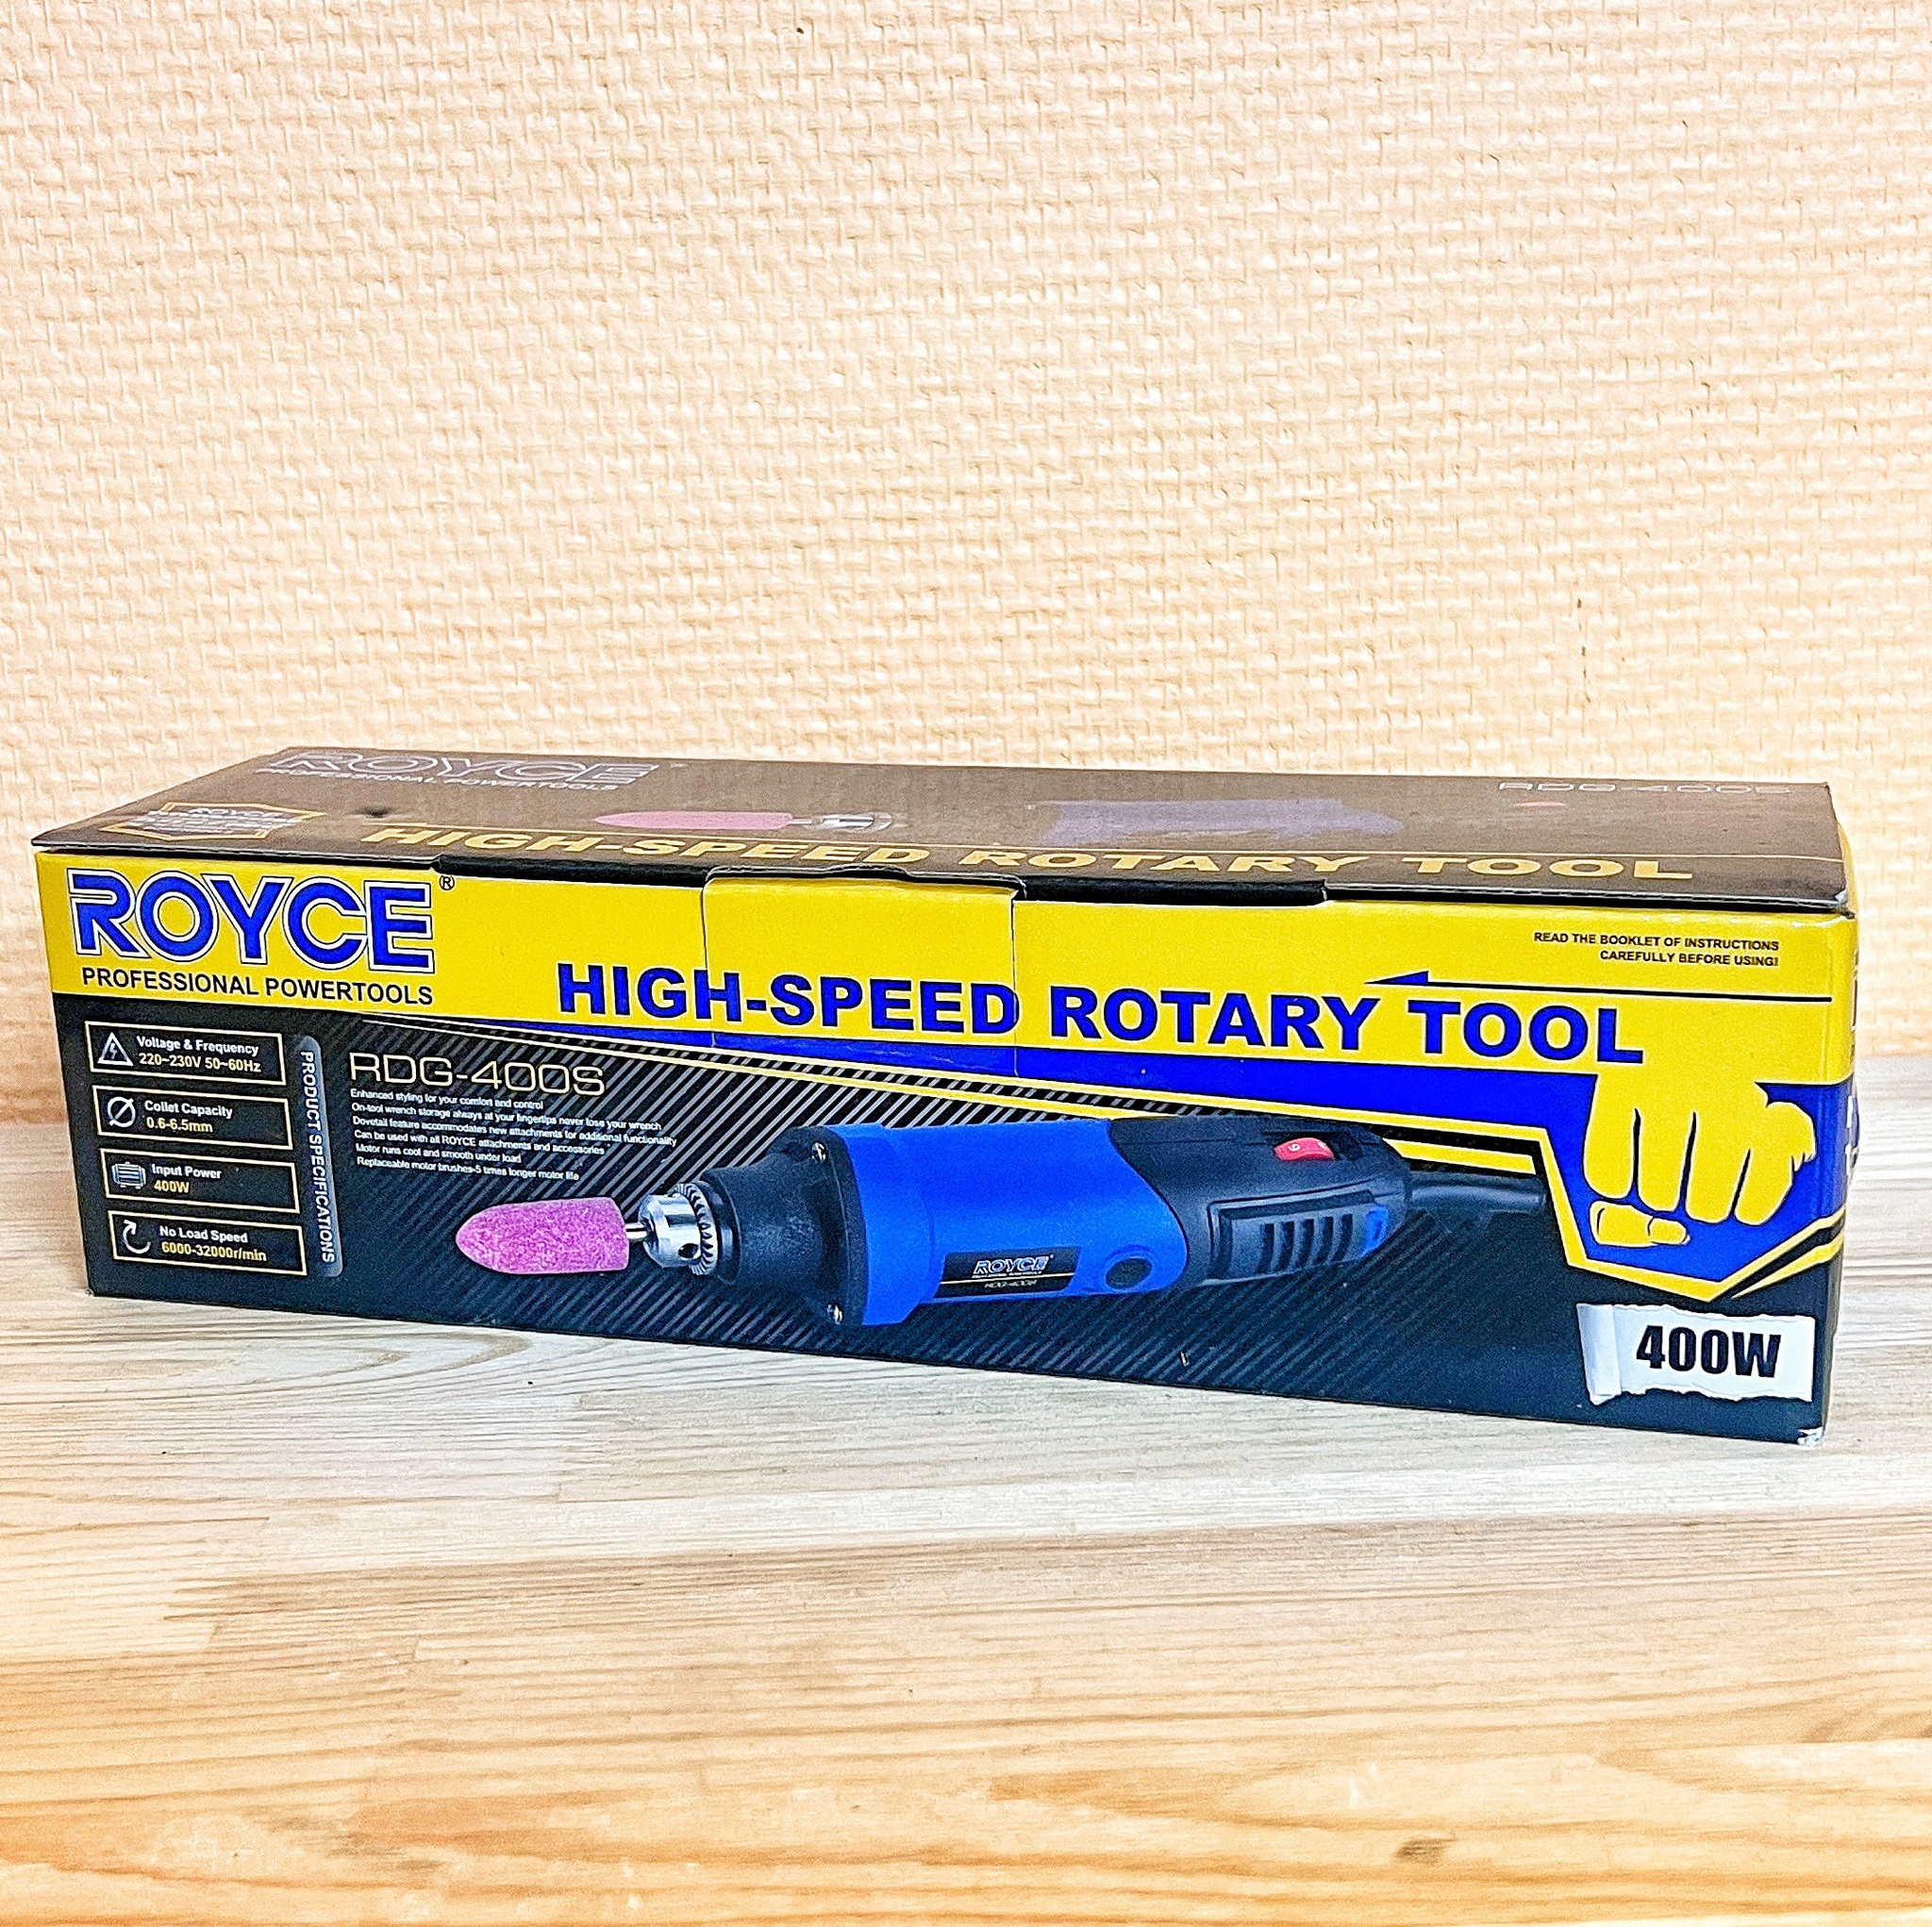 ROYCE
PROFESSIONAL POWERTOOLS
RDG-400S
ROYCE
HIGH-SPEED ROTARY TOOL
ROYCE®
PROFESSIONAL POWERTOOLS
READ THE BOOKLET OF INSTRUCTIONS
CAREFULLY BEFORE USING!
HIGH-SPEED ROTARY TOOL
Voltage & Frequency
220~230V 50~60Hz
Collet Capacity
0.6-6.5mm
Input Power
400W
No Load Speed
6000-32000r/min
PRODUCT SPECIFICATIONS
RDG-400S
Enhanced styling for your comfort and control
On-tool wrench storage always at your fingertips never lose your wrench
Dovetail feature accommodates new attachments for additional functionality
Can be used with all ROYCE attachments and accessories
Motor runs cool and smooth under load
Replaceable motor brushes-5 times longer motor life
6
ROYCE
400W